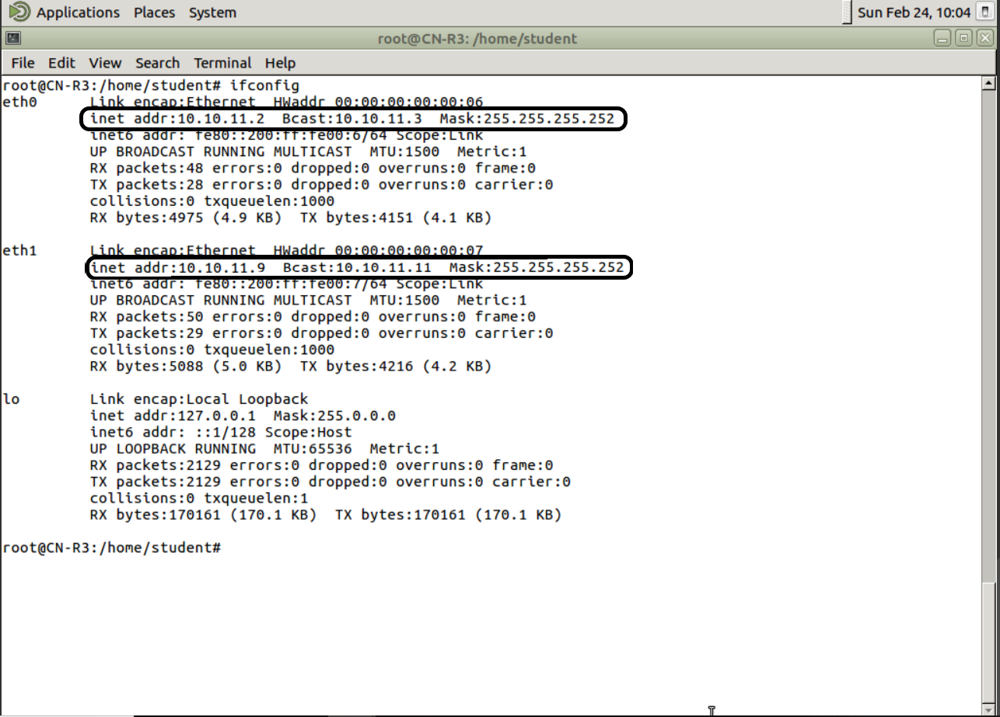 Applications Places System Sun Feb 24, 10:04
root@CN-R3: /home/student
File Edit View Search Terminal Help
root@CN-R3:/home/student# ifconfig
eth0 Link encap:Ethernet HWaddr 00:00:00:00:00:06
inet addr:10.10.11.2 Bcast:10.10.11.3 Mask:255.255.255.252
inet6 addr: fe80::200:ff:fe00:6/64 Scope:Link
UP BROADCAST RUNNING MULTICAST MTU:1500 Metric:1
RX packets:48 errors:0 dropped:0 overruns:0 frame:0
TX packets:28 errors:0 dropped:0 overruns:0 carrier:0
collisions:0 txqueuelen:1000
RX bytes:4975 (4.9 KB) TX bytes:4151 (4.1 KB)
eth1 Link encap:Ethernet HWaddr 00:00:00:00:00:07
inet addr:10.10.11.9 Bcast:10.10.11.11 Mask:255.255.255.252
inet6 addr: fe80::200:ff:fe00:7/64 Scope:Link
UP BROADCAST RUNNING MULTICAST MTU:1500 Metric:1
RX packets:50 errors:0 dropped:0 overruns:0 frame:0
TX packets:29 errors:0 dropped:0 overruns:0 carrier:0
collisions:0 txqueuelen:1000
RX bytes:5088 (5.0 KB) TX bytes:4216 (4.2 KB)
lo Link encap:Local Loopback
inet addr:127.0.0.1 Mask:255.0.0.0
inet6 addr: ::1/128 Scope:Host
UP LOOPBACK RUNNING MTU:65536 Metric:1
RX packets:2129 errors:0 dropped:0 overruns:0 frame:0
TX packets:2129 errors:0 dropped:0 overruns:0 carrier:0
collisions:0 txqueuelen:1
RX bytes:170161 (170.1 KB) TX bytes:170161 (170.1 KB)
root@CN-R3:/home/student#